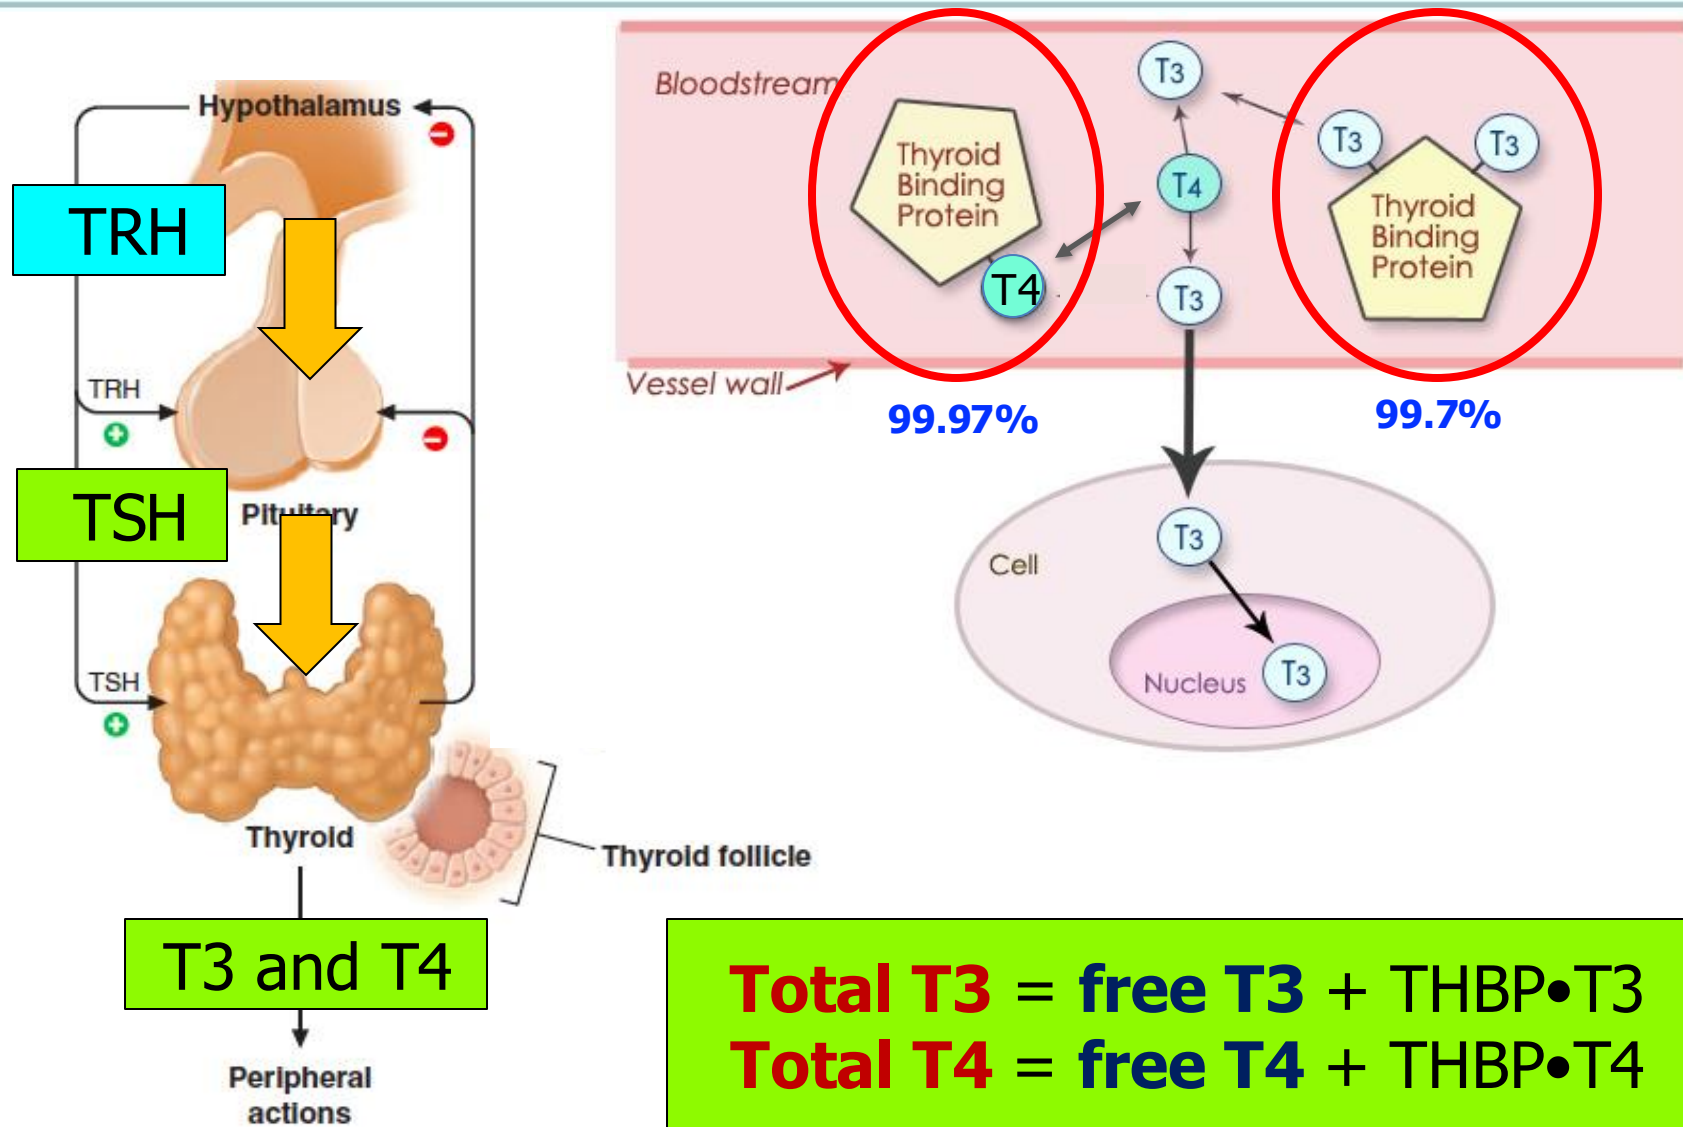 Hypothalamus
TRH
TRH
TSH
Pituitary
TSH
Thyroid
Thyroid follicle
T3 and T4
Peripheral
actions
Bloodstream
T3
Thyroid
Binding
Protein
T4
T4
T3
T3
T3
Thyroid
Binding
Protein
Vessel wall
99.97%
99.7%
T3
Cell
Nucleus
T3
Total T3 = free T3 + THBP•T3
Total T4 = free T4 + THBP•T4